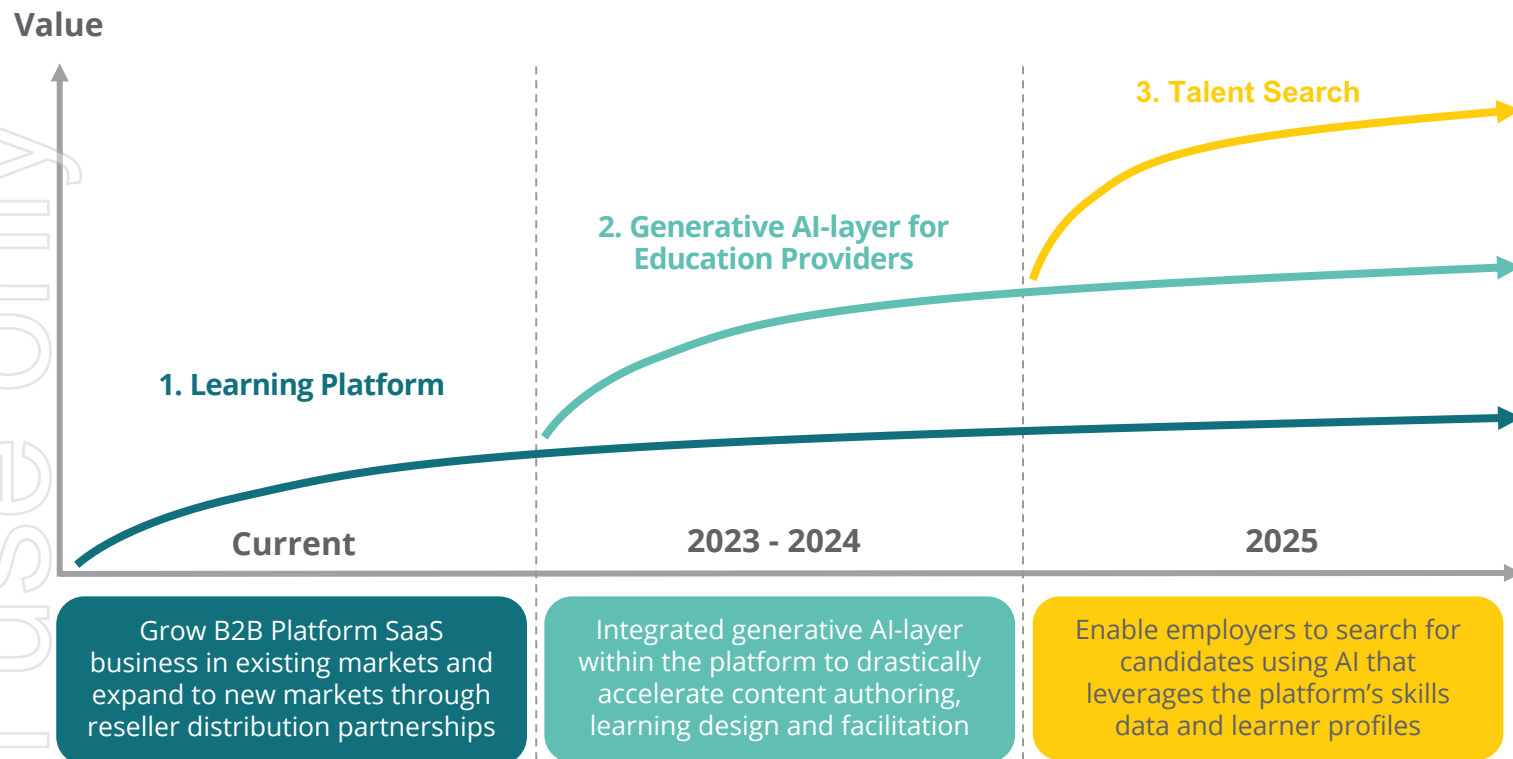 Value
3. Talent Search
2. Generative AI-layer for
Education Providers
1. Learning Platform
Current
2023 - 2024
2025
Grow B2B Platform SaaS
business in existing markets and
expand to new markets through
reseller distribution partnerships
Integrated generative AI-layer
within the platform to drastically
accelerate content authoring,
learning design and facilitation
Enable employers to search for
candidates using AI that
leverages the platform's skills
data and learner profiles
use only